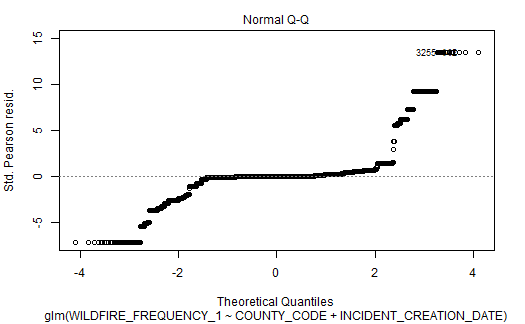 Normal Q-Q
Std. Pearson resid.
15
10
5
0
-5
3255
-4
-2
0
2
4
Theoretical Quantiles
glm(WILDFIRE_FREQUENCY_1 ~ COUNTY_CODE + INCIDENT_CREATION_DATE)